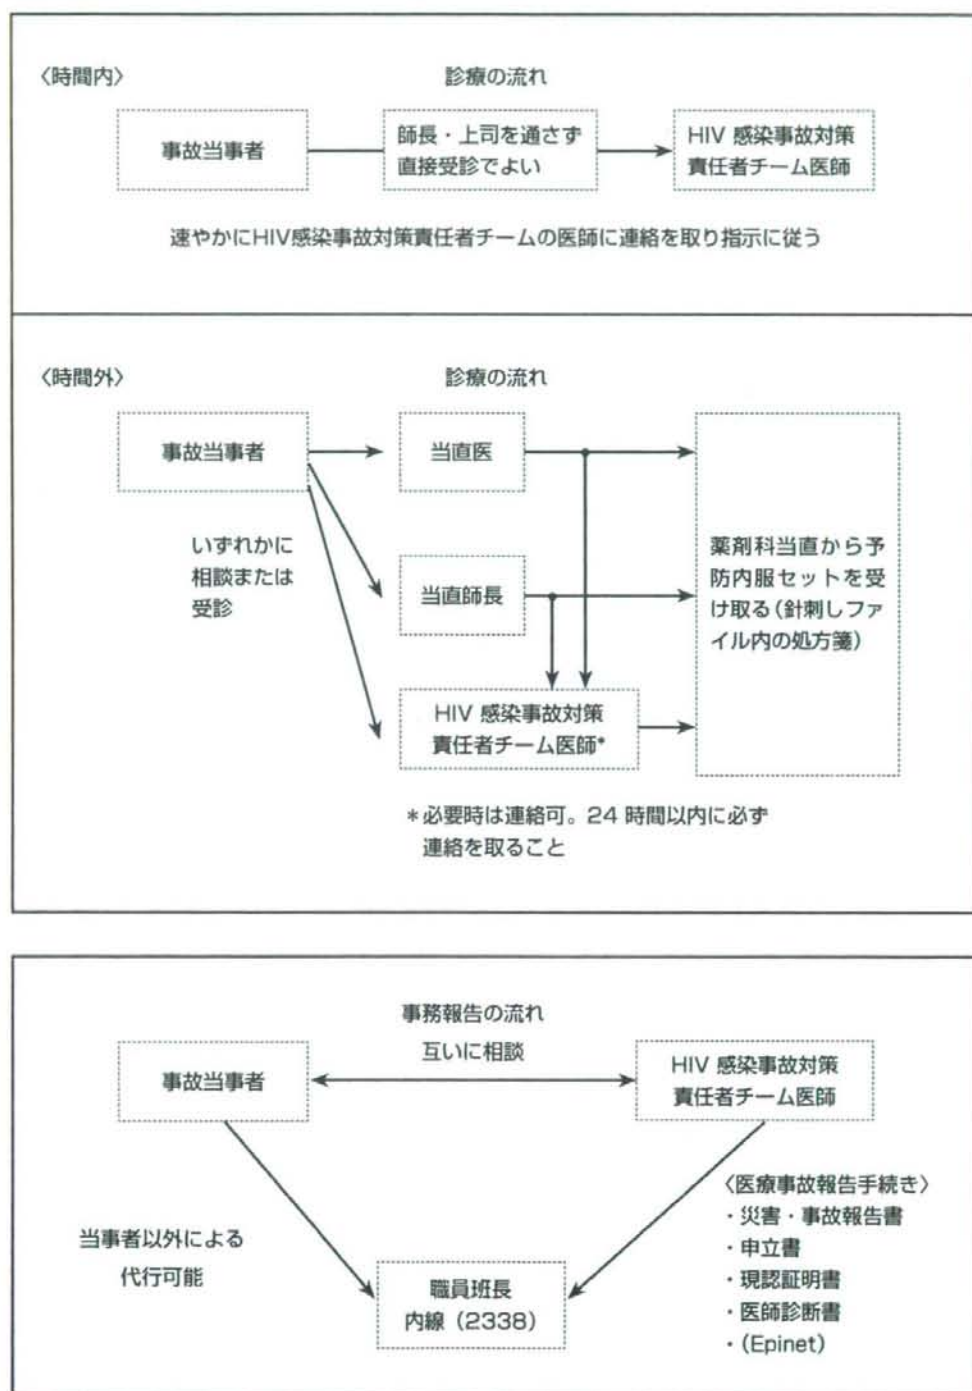 〈時間内〉
診療の流れ
事故当事者
師長・上司を通さず
直接受診でよい
HIV 感染事故対策
責任者チーム医師
速やかにHIV感染事故対策責任者チームの医師に連絡を取り指示に従う
〈時間外〉
診療の流れ
事故当事者
いずれかに
相談または
受診
当直医
当直師長
HIV 感染事故対策
責任者チーム医師*
薬剤科当直から予
防内服セットを受
け取る(針刺しファ
イル内の処方箋)
*必要時は連絡可。24 時間以内に必ず
連絡を取ること
事務報告の流れ
互いに相談
事故当事者
HIV 感染事故対策
責任者チーム医師
当事者以外による
代行可能
職員班長
内線(2338)
〈医療事故報告手続き〉
・災害・事故報告書
・申立書
・現認証明書
・医師診断書
・(Epinet)